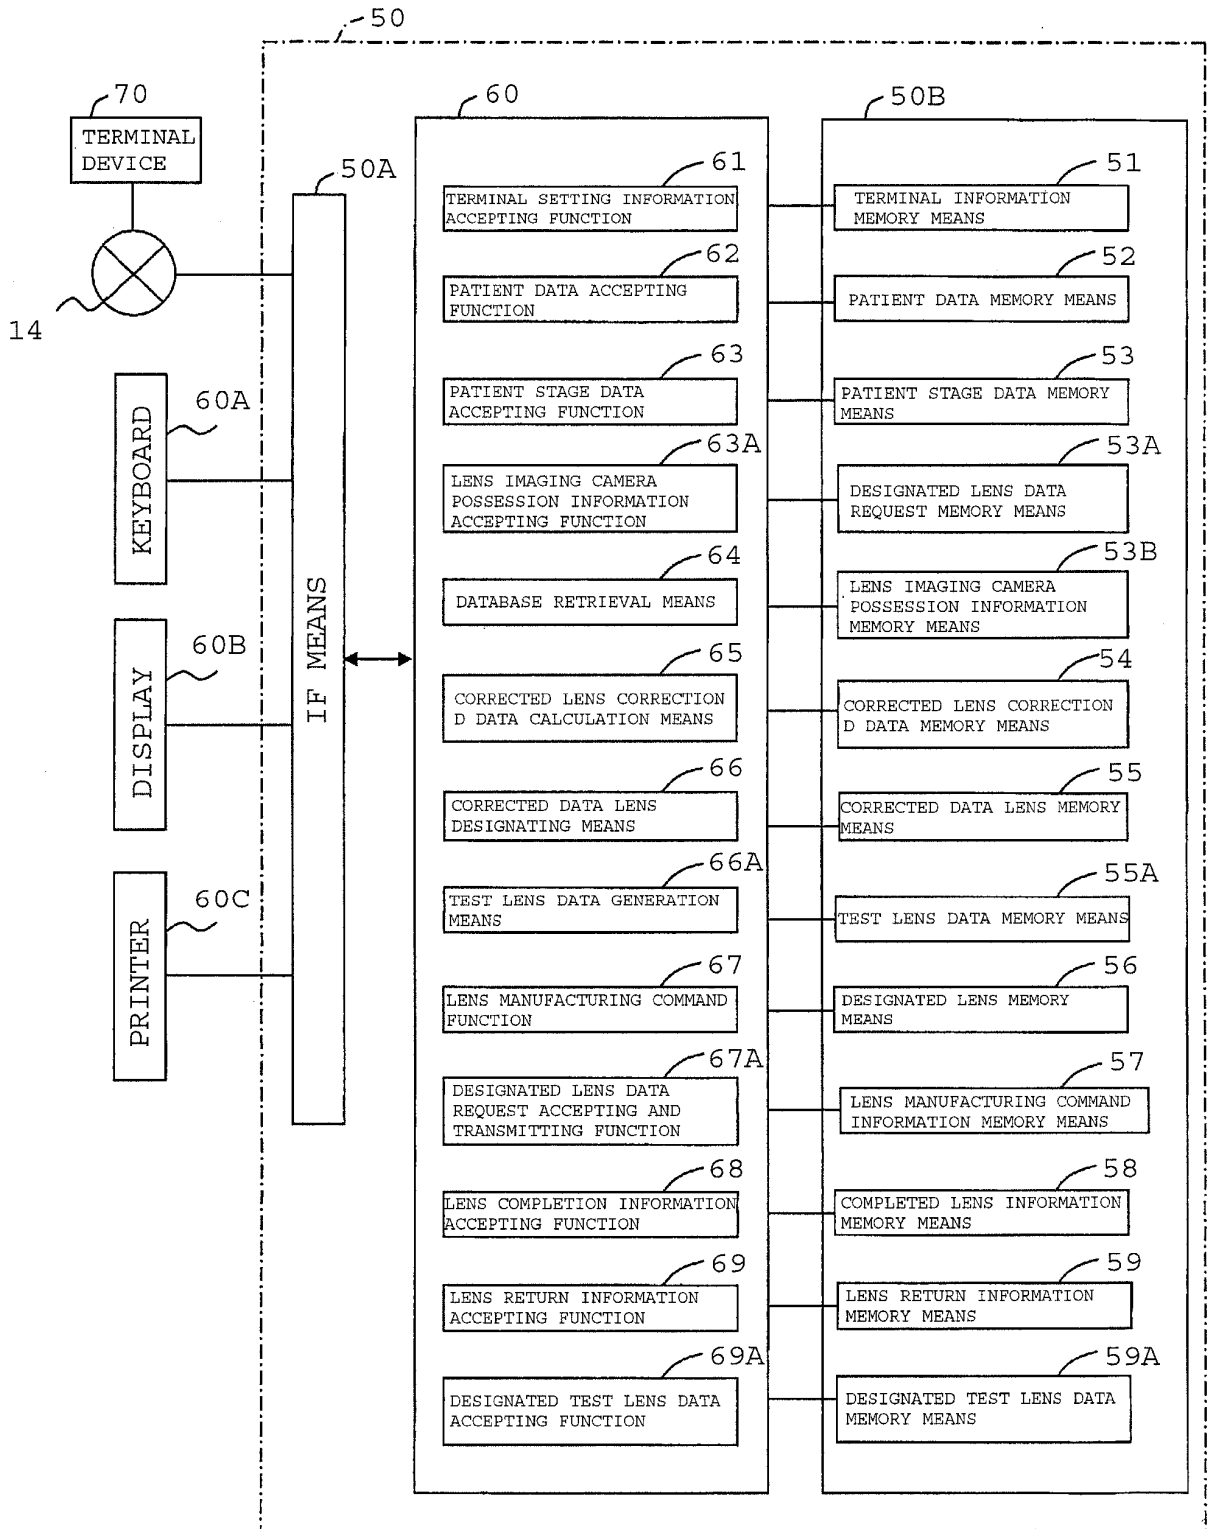 50
70
TERMINAL
DEVICE
14
50A
IF MEANS
60A
KEYBOARD
60B
DISPLAY
60C
PRINTER
60
61
TERMINAL SETTING INFORMATION
ACCEPTING FUNCTION
62
PATIENT DATA ACCEPTING
FUNCTION
63
PATIENT STAGE DATA
ACCEPTING FUNCTION
63A
LENS IMAGING CAMERA
POSSESSION INFORMATION
ACCEPTING FUNCTION
64
DATABASE RETRIEVAL MEANS
65
CORRECTED LENS CORRECTION
D DATA CALCULATION MEANS
66
CORRECTED DATA LENS
DESIGNATING MEANS
66A
TEST LENS DATA GENERATION
MEANS
67
LENS MANUFACTURING COMMAND
FUNCTION
67A
DESIGNATED LENS DATA
REQUEST ACCEPTING AND
TRANSMITTING FUNCTION
68
LENS COMPLETION INFORMATION
ACCEPTING FUNCTION
69
LENS RETURN INFORMATION
ACCEPTING FUNCTION
69A
DESIGNATED TEST LENS DATA
ACCEPTING FUNCTION
50B
51
TERMINAL INFORMATION
MEMORY MEANS
52
PATIENT DATA MEMORY MEANS
53
PATIENT STAGE DATA MEMORY
MEANS
53A
DESIGNATED LENS DATA
REQUEST MEMORY MEANS
53B
LENS IMAGING CAMERA
POSSESSION INFORMATION
MEMORY MEANS
54
CORRECTED LENS CORRECTION
D DATA MEMORY MEANS
55
CORRECTED DATA LENS MEMORY
MEANS
55A
TEST LENS DATA MEMORY MEANS
56
DESIGNATED LENS MEMORY
MEANS
57
LENS MANUFACTURING COMMAND
INFORMATION MEMORY MEANS
58
COMPLETED LENS INFORMATION
MEMORY MEANS
59
LENS RETURN INFORMATION
MEMORY MEANS
59A
DESIGNATED TEST LENS DATA
MEMORY MEANS